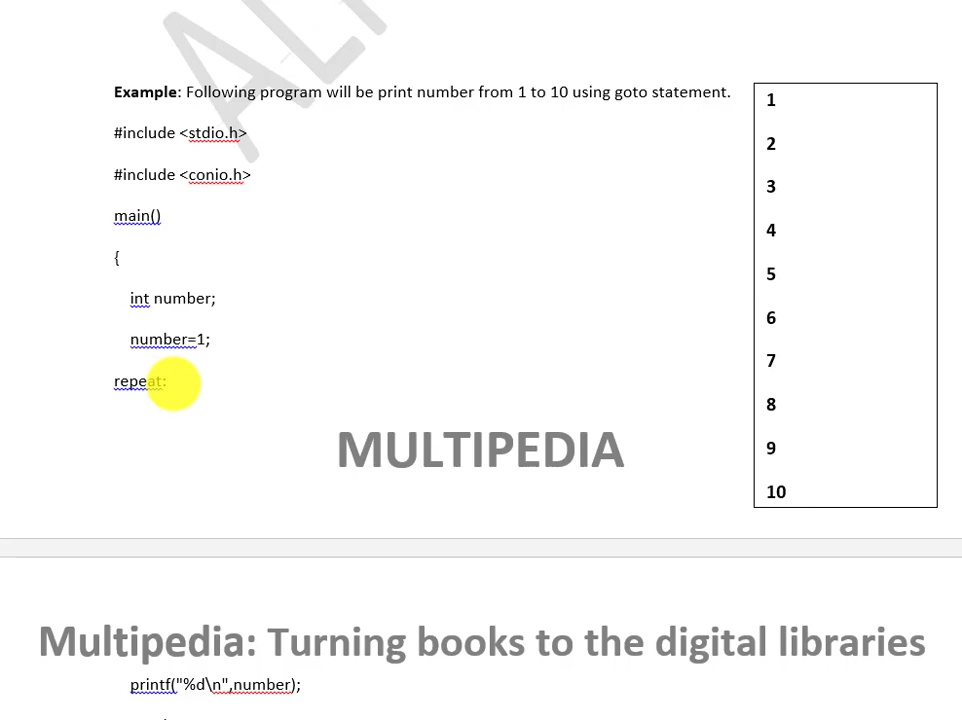 Example: Following program will be print number from 1 to 10 using goto statement.
#include <stdio.h>
#include <conio.h>
main()
{
int number;
number=1;
repeat:
1
2
3
4
5
6
7
8
9
10
MULTIPEDIA
Multipedia: Turning books to the digital libraries
printf("%d\n",number);